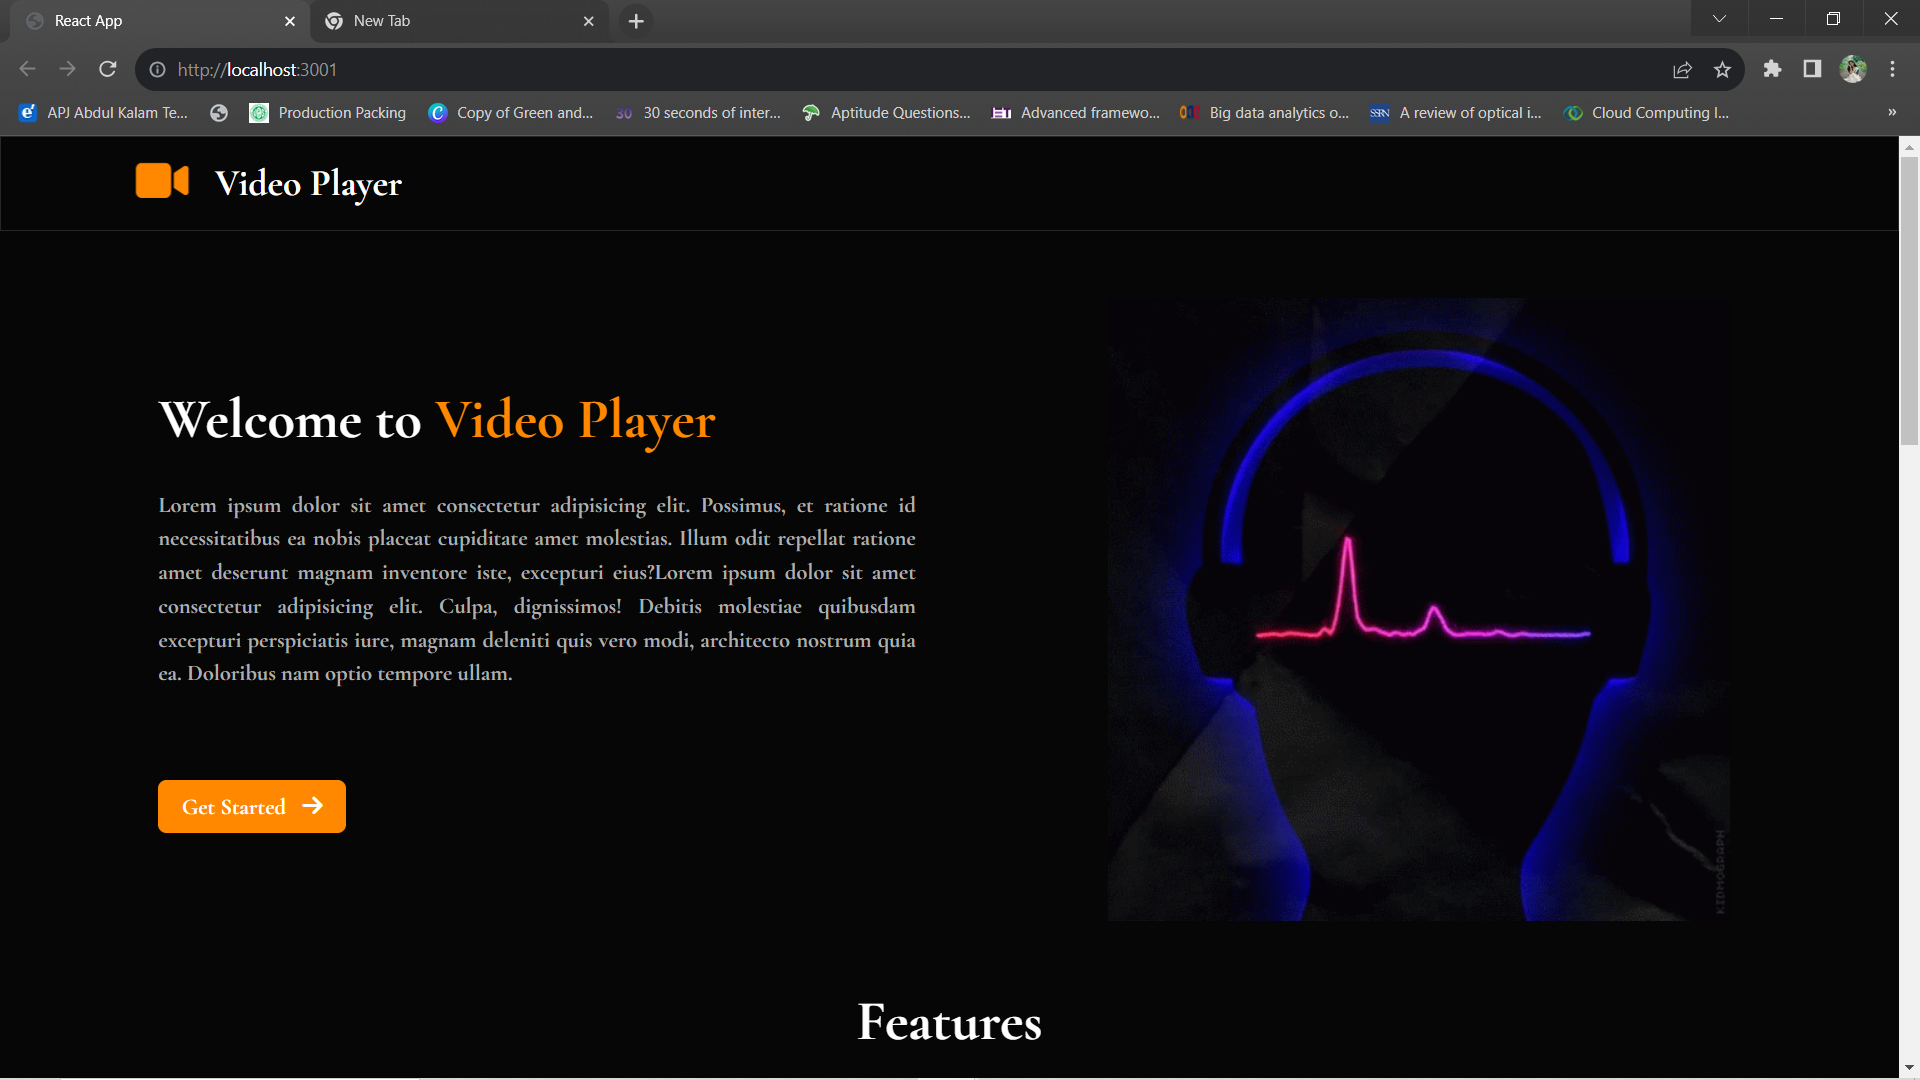 React App
New Tab
http://localhost:3001
APJ Abdul Kalam Te...
Production Packing
Copy of Green and...
30
30 seconds of inter...
Aptitude Questions...
Advanced framewo...
Big data analytics o...
SSRN
A review of optical i...
Cloud Computing I...
»
Video Player
Welcome to Video Player
Lorem ipsum dolor sit amet consectetur adipisicing elit. Possimus, et ratione id
necessitatibus ea nobis placeat cupiditate amet molestias. Illum odit repellat ratione
amet deserunt magnam inventore iste, excepturi eius?Lorem ipsum dolor sit amet
consectetur adipisicing elit. Culpa, dignissimos! Debitis molestiae quibusdam
excepturi perspiciatis iure, magnam deleniti quis vero modi, architecto nostrum quia
ea. Doloribus nam optio tempore ullam.
Get Started
KIDMOGRAPH
Features